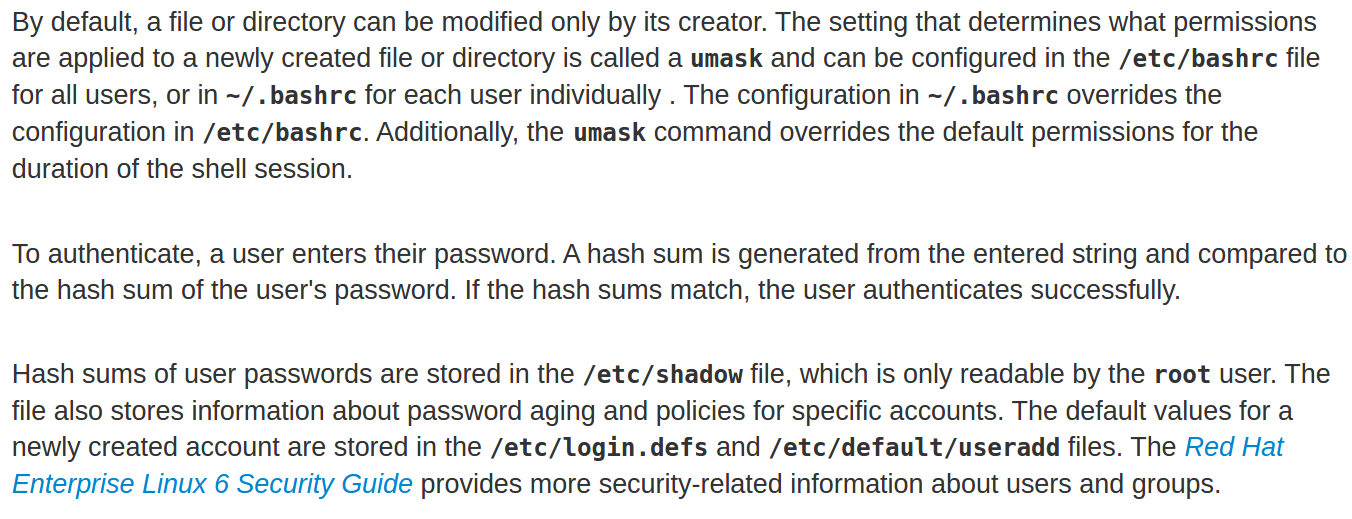 By default, a file or directory can be modified only by its creator. The setting that determines what permissions
are applied to a newly created file or directory is called a umask and can be configured in the /etc/bashrc file
for all users, or in ~/.bashrc for each user individually . The configuration in ~/.bashrc overrides the
configuration in /etc/bashrc. Additionally, the umask command overrides the default permissions for the
duration of the shell session.
To authenticate, a user enters their password. A hash sum is generated from the entered string and compared to
the hash sum of the user's password. If the hash sums match, the user authenticates successfully.
Hash sums of user passwords are stored in the /etc/shadow file, which is only readable by the root user. The
file also stores information about password aging and policies for specific accounts. The default values for a
newly created account are stored in the /etc/login.defs and /etc/default/useradd files. The Red Hat
Enterprise Linux 6 Security Guide provides more security-related information about users and groups.